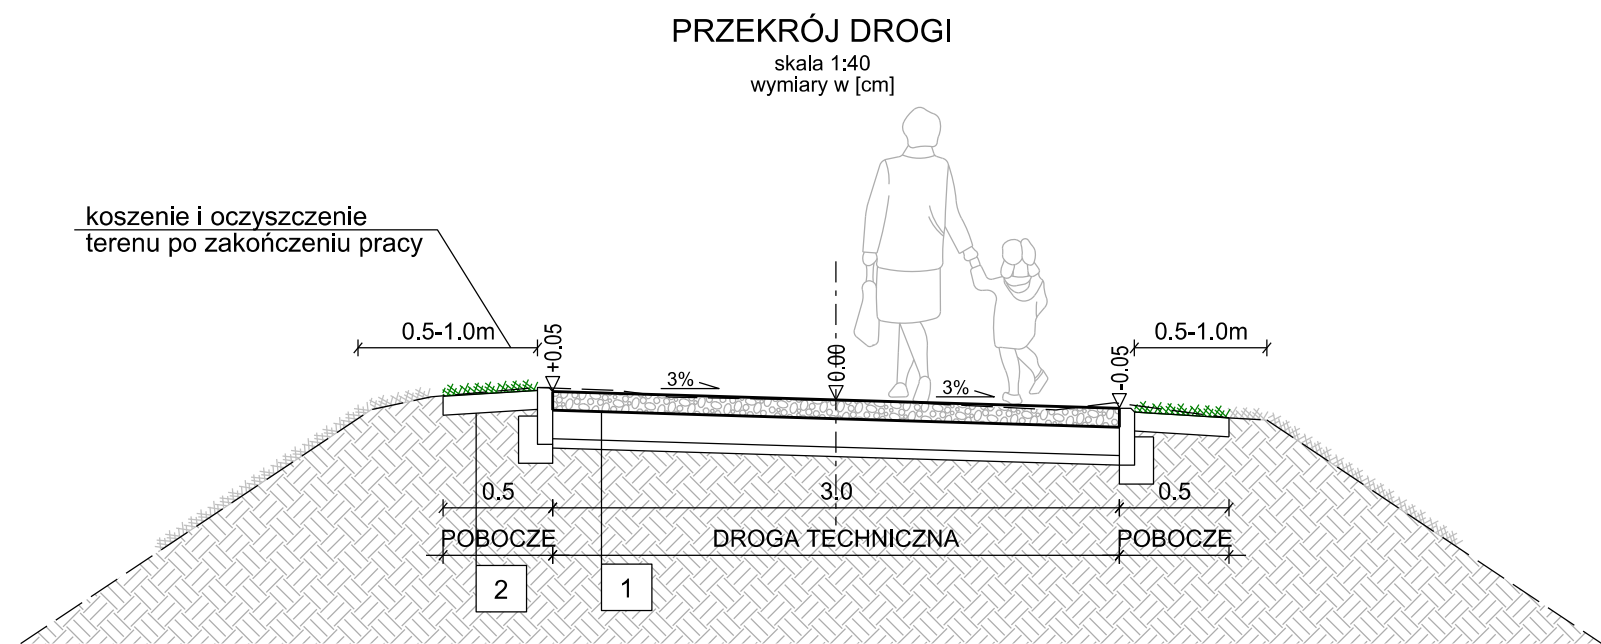 PRZEKRÓJ DROGI
skala 1:40
wymiary w [cm]
koszenie i oczyszczenie
terenu po zakończeniu pracy
0.5-1.0m
+0.05
3%
0.00
3%
-0.05
0.5-1.0m
0.5
3.0
0.5
POBOCZE
DROGA TECHNICZNA
POBOCZE
2
1